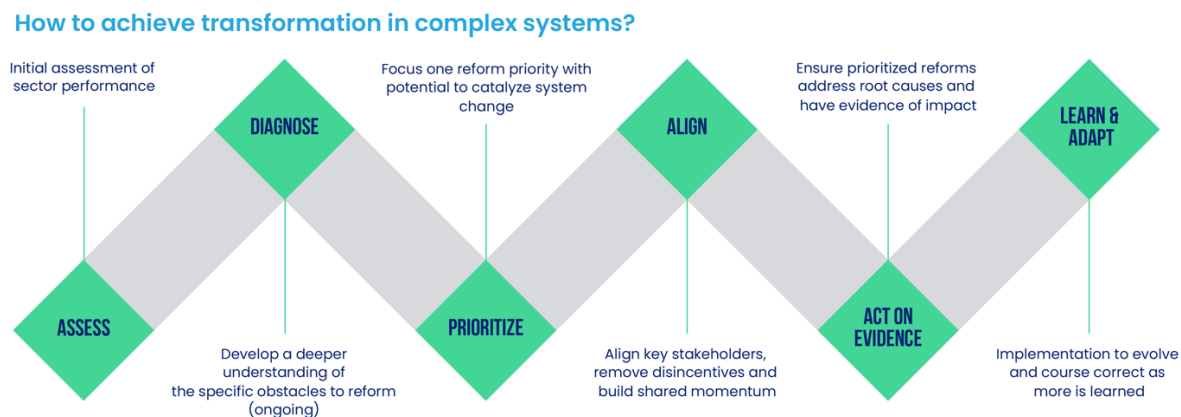 How to achieve transformation in complex systems?
Initial assessment of
sector performance
ASSESS
DIAGNOSE
Develop a deeper
understanding of
the specific obstacles to reform
(ongoing)
Focus one reform priority with
potential to catalyze system
change
PRIORITIZE
ALIGN
Align key stakeholders,
remove disincentives and
build shared momentum
Ensure prioritized reforms
address root causes and
have evidence of impact
ACT ON
EVIDENCE
LEARN &
ADAPT
Implementation to evolve
and course correct as
more is learned